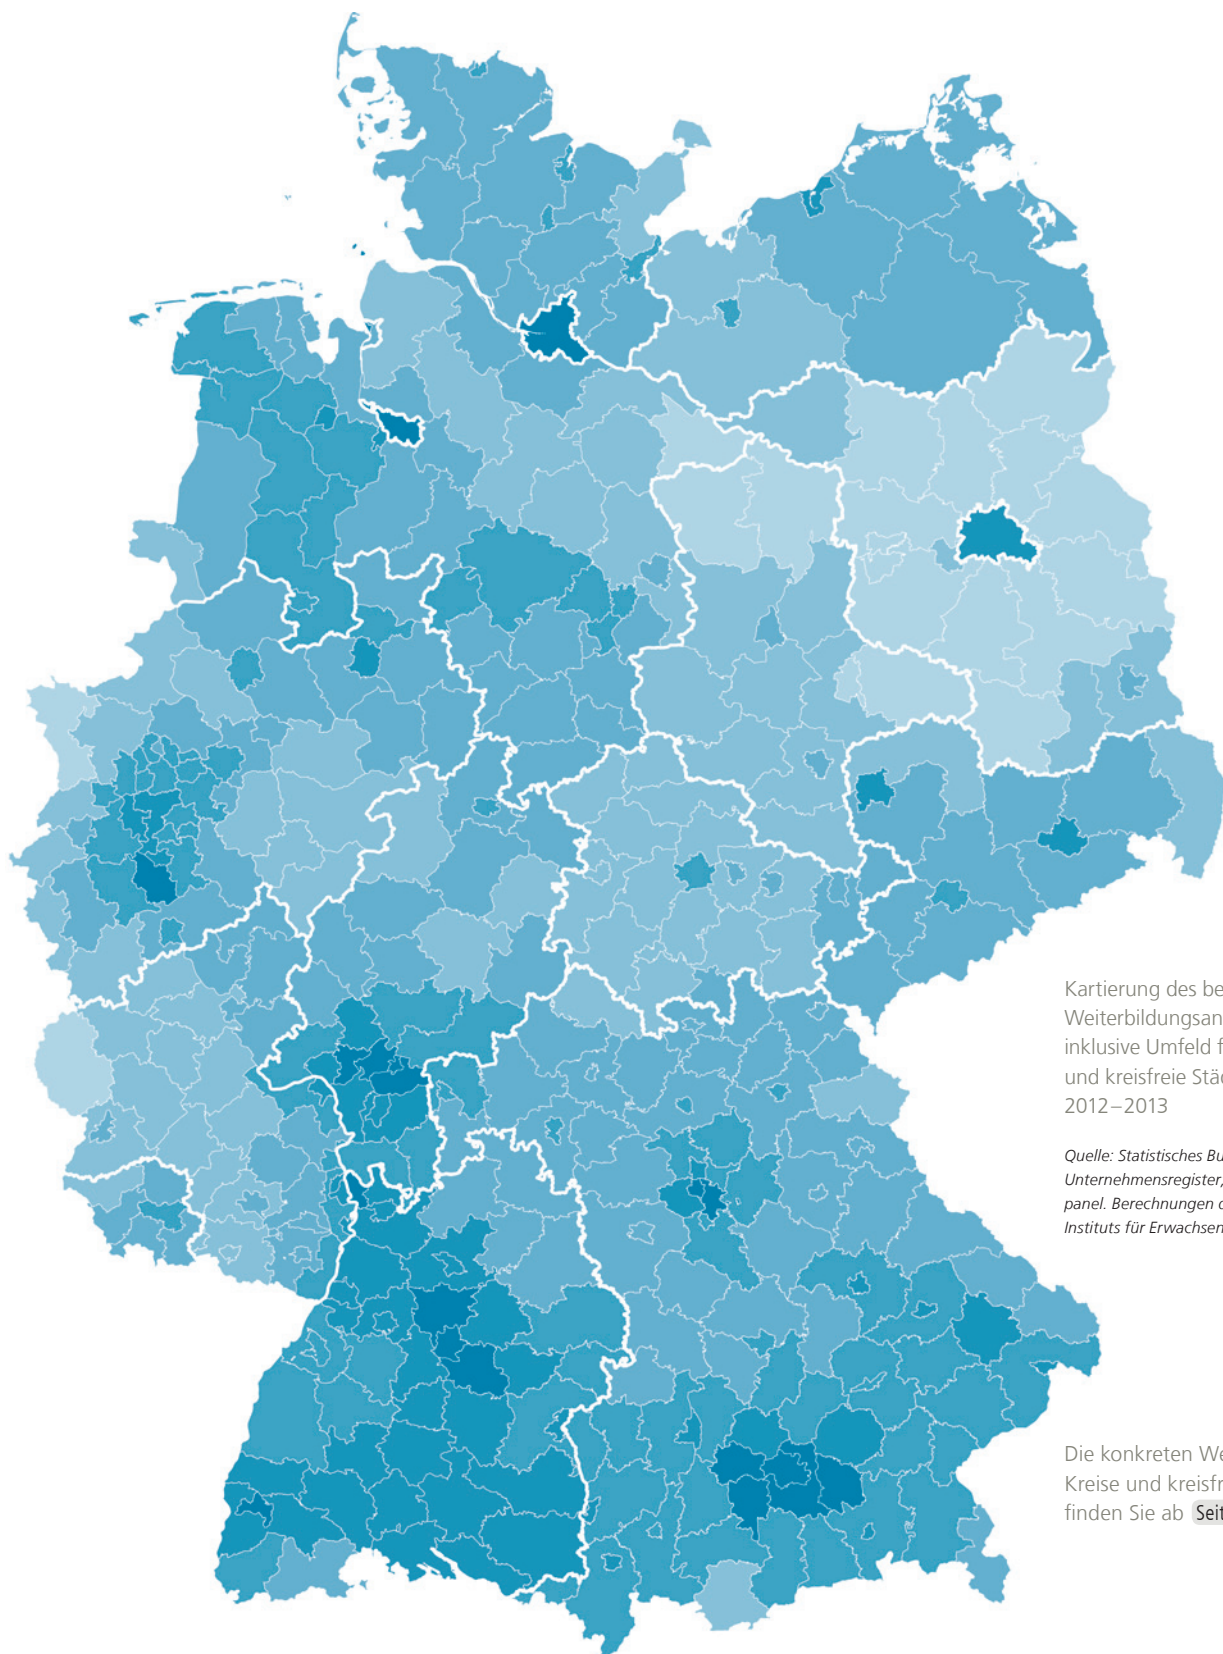 Kartierung des be
Weiterbildungsan
inklusive Umfeld f
und kreisfreie Stä
2012–2013
Quelle: Statistisches Bu
Unternehmensregister,
panel. Berechnungen d
Instituts für Erwachsen
Die konkreten We
Kreise und kreisfr
finden Sie ab Seit